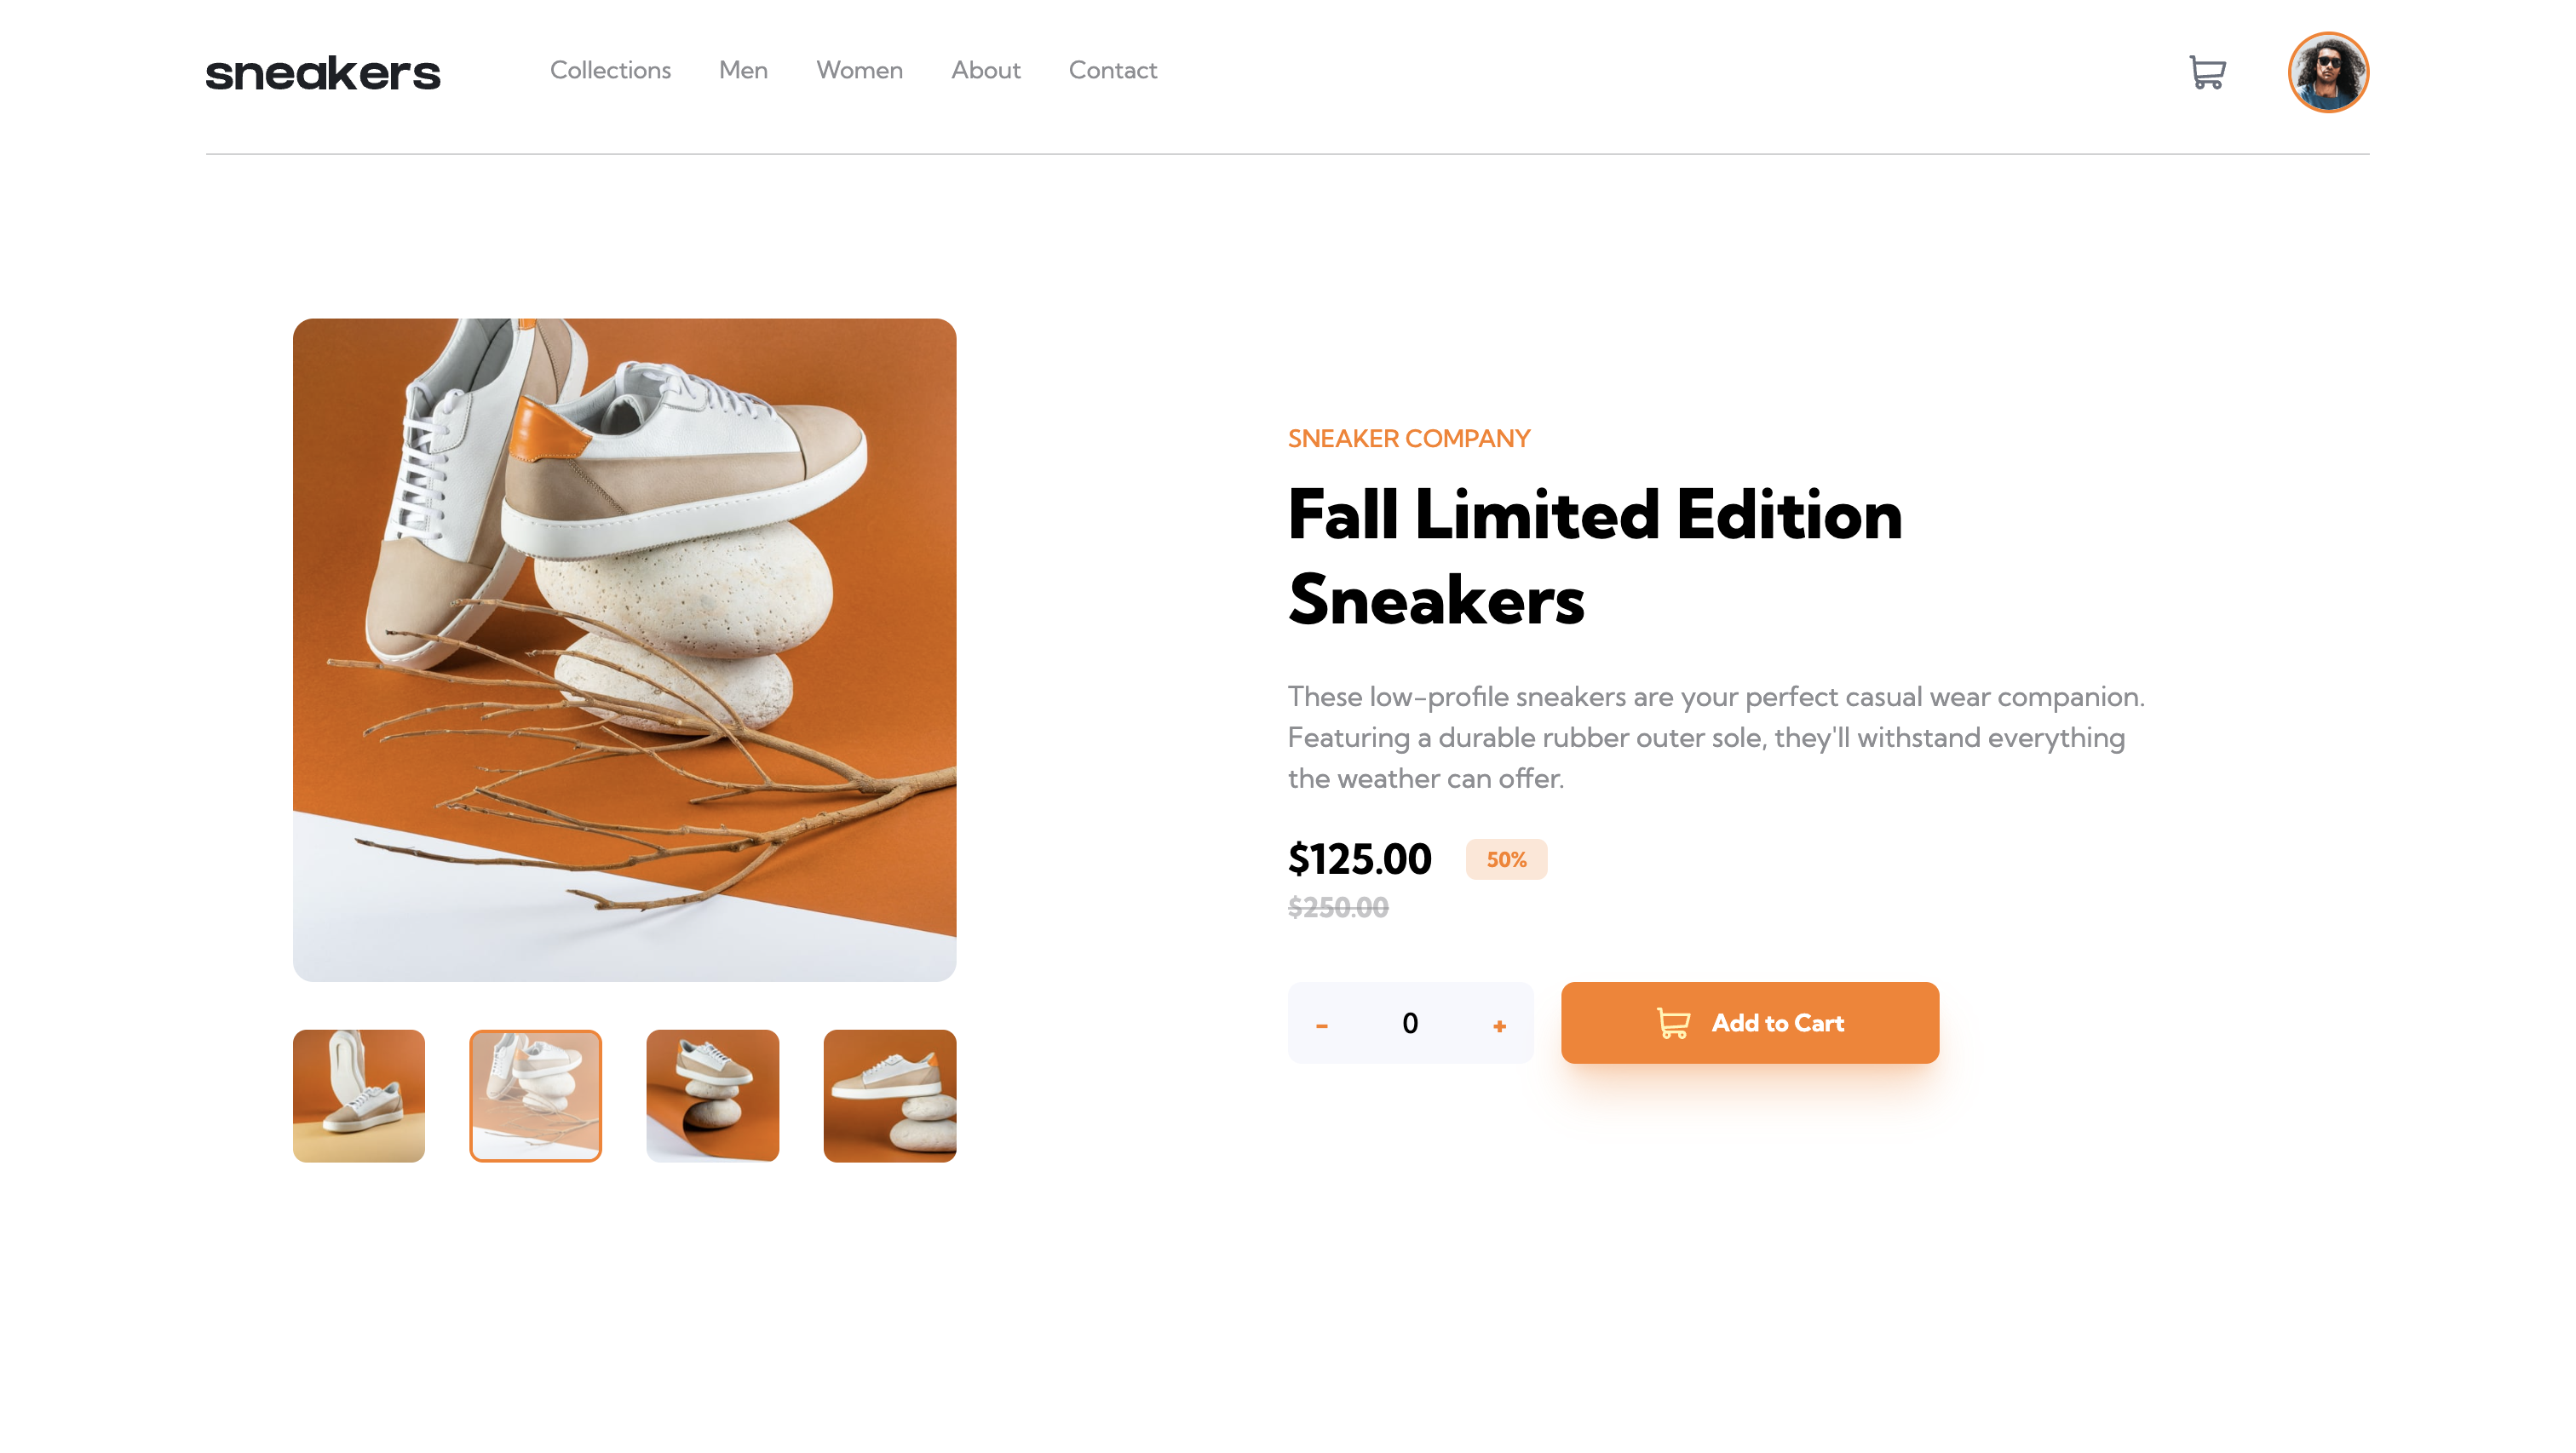 sneakers
Collections Men Women About Contact
SNEAKER COMPANY
Fall Limited Edition
Sneakers
These low-profile sneakers are your perfect casual wear companion.
Featuring a durable rubber outer sole, they'll withstand everything
the weather can offer.
$125.00 50%
$250.00
- 0 + Add to Cart